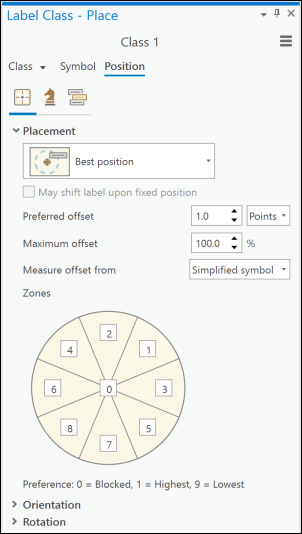 Label Class - Place
Class 1
Class Symbol Position
Placement
Best position
May shift label upon fixed position
Preferred offset 1.0 Points
Maximum offset 100.0 %
Measure offset from Simplified symbol
Zones
2
4 1
6 0 3
8 5
7
Preference: 0 = Blocked, 1 = Highest, 9 = Lowest
Orientation
Rotation